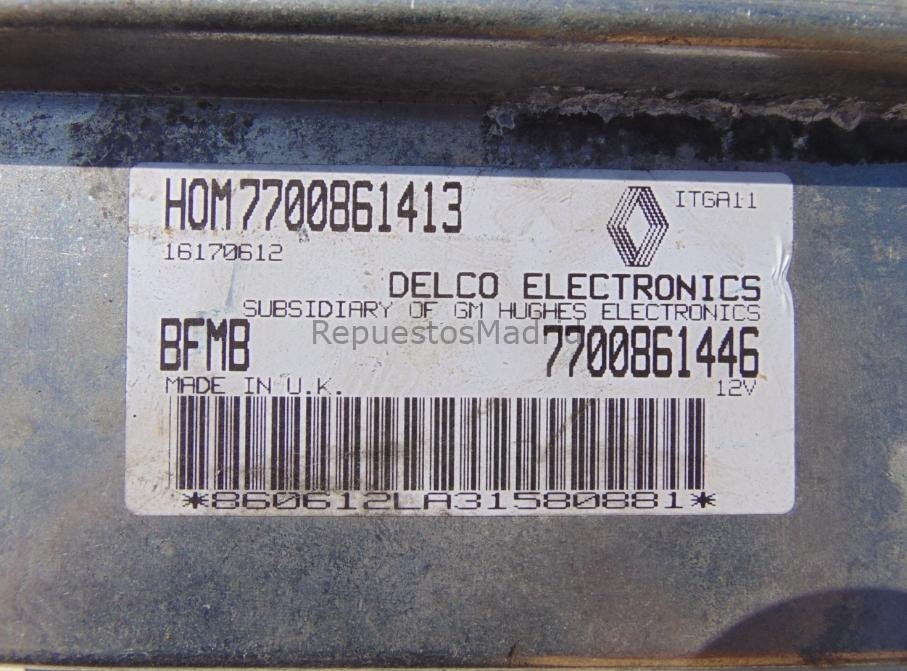 HOM7700861413
ITGA11
16170612
DELCO ELECTRONICS
SUBSIDIARY OF GM HUGHES ELECTRONICS
RepuestosMadrid
BFMB 7700861446
MADE IN U.K. 12V
*860612LA31580881*